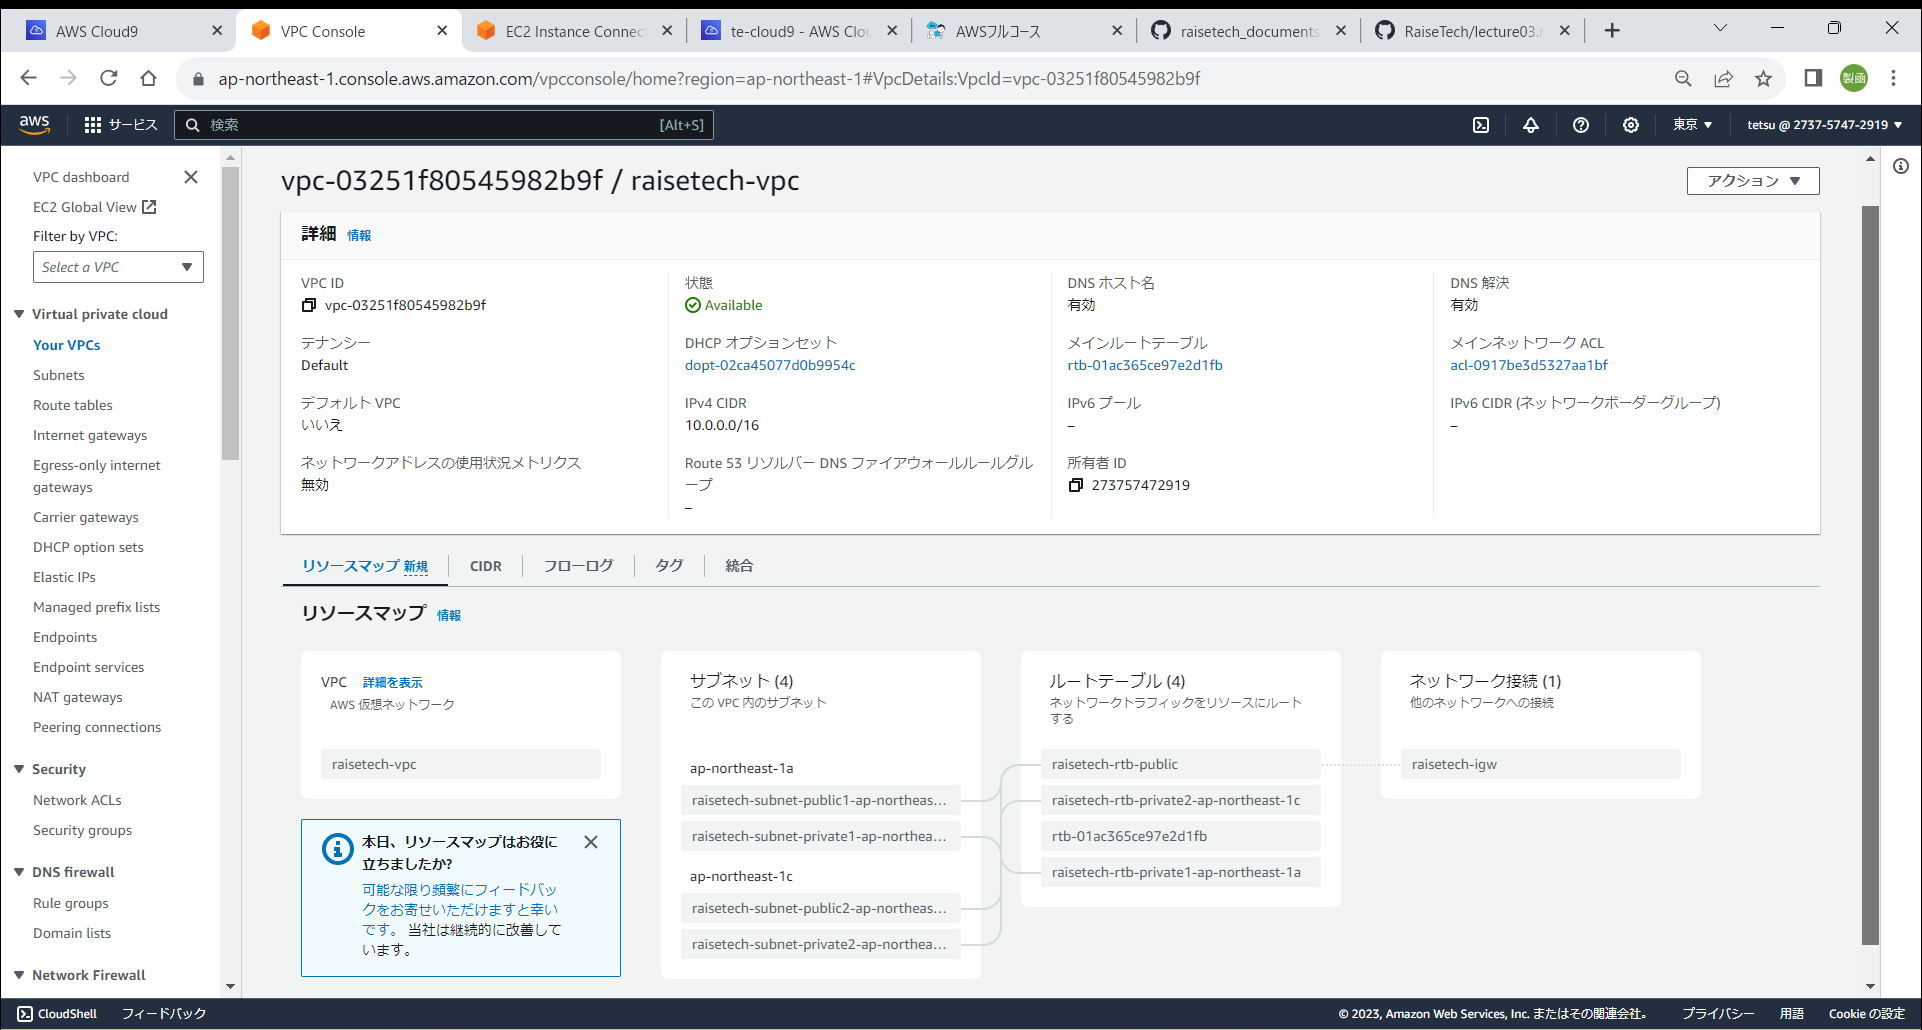 AWS Cloud9
VPC Console
EC2 Instance Connec
te-cloud9 - AWS Clou
AWSフルコース
raisetech_documents
RaiseTech/lecture03.r
ap-northeast-1.console.aws.amazon.com/vpcconsole/home?region=ap-northeast-1#VpcDetails:VpcId=vpc-03251f80545982b9f
製函
aws
サービス
検索
[Alt+S]
東京 ▼
tetsu @ 2737-5747-2919 ▼
VPC dashboard
EC2 Global View
Filter by VPC:
Select a VPC
Virtual private cloud
Your VPCs
Subnets
Route tables
Internet gateways
Egress-only internet
gateways
Carrier gateways
DHCP option sets
Elastic IPs
Managed prefix lists
Endpoints
Endpoint services
NAT gateways
Peering connections
Security
Network ACLs
Security groups
DNS firewall
Rule groups
Domain lists
Network Firewall
vpc-03251f80545982b9f / raisetech-vpc
アクション ▼
詳細 情報
VPC ID
vpc-03251f80545982b9f
状態
Available
DNS ホスト名
有効
DNS 解決
有効
テナンシー
Default
DHCP オプションセット
dopt-02ca45077d0b9954c
メインルートテーブル
rtb-01ac365ce97e2d1fb
メインネットワーク ACL
acl-0917be3d5327aa1bf
デフォルト VPC
いいえ
IPv4 CIDR
10.0.0.0/16
IPv6 プール
–
IPv6 CIDR (ネットワークボーダーグループ)
–
ネットワークアドレスの使用状況メトリクス
無効
Route 53 リゾルバー DNS ファイアウォールルールグル
ープ
–
所有者 ID
273757472919
リソースマップ 新規
CIDR
フローログ
タグ
統合
リソースマップ 情報
VPC 詳細を表示
AWS 仮想ネットワーク
raisetech-vpc
本日、リソースマップはお役に
立ちましたか?
可能な限り頻繁にフィードバッ
クをお寄せいただけますと幸い
です。 当社は継続的に改善して
います。
サブネット (4)
この VPC 内のサブネット
ap-northeast-1a
raisetech-subnet-public1-ap-northeas...
raisetech-subnet-private1-ap-northea...
ap-northeast-1c
raisetech-subnet-public2-ap-northeas...
raisetech-subnet-private2-ap-northea...
ルートテーブル (4)
ネットワークトラフィックをリソースにルート
する
raisetech-rtb-public
raisetech-rtb-private2-ap-northeast-1c
rtb-01ac365ce97e2d1fb
raisetech-rtb-private1-ap-northeast-1a
ネットワーク接続 (1)
他のネットワークへの接続
raisetech-igw
CloudShell
フィードバック
© 2023, Amazon Web Services, Inc. またはその関連会社。
プライバシー
用語
Cookie の設定